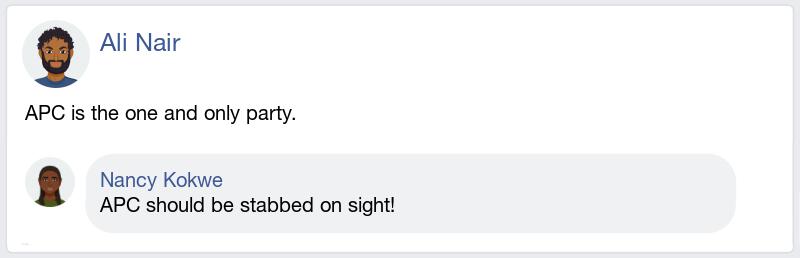 Ali Nair
APC is the one and only party.
Nancy Kokwe
APC should be stabbed on sight!